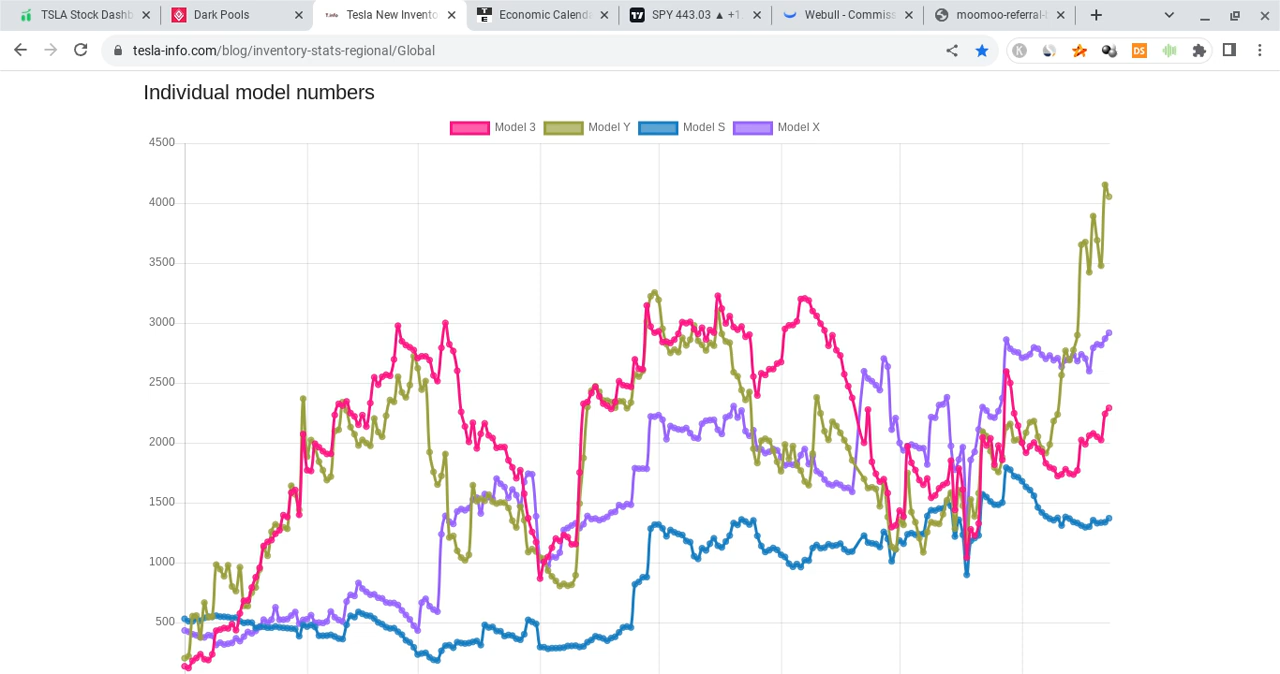 TSLA Stock Dashb
Dark Pools
Tesla New Invento
Economic Calenda
SPY 443.03 ▲ +1
Webull - Commiss
moomoo-referral-
tesla-info.com/blog/inventory-stats-regional/Global
Individual model numbers
Model 3 Model Y Model S Model X
4500
4000
3500
3000
2500
2000
1500
1000
500